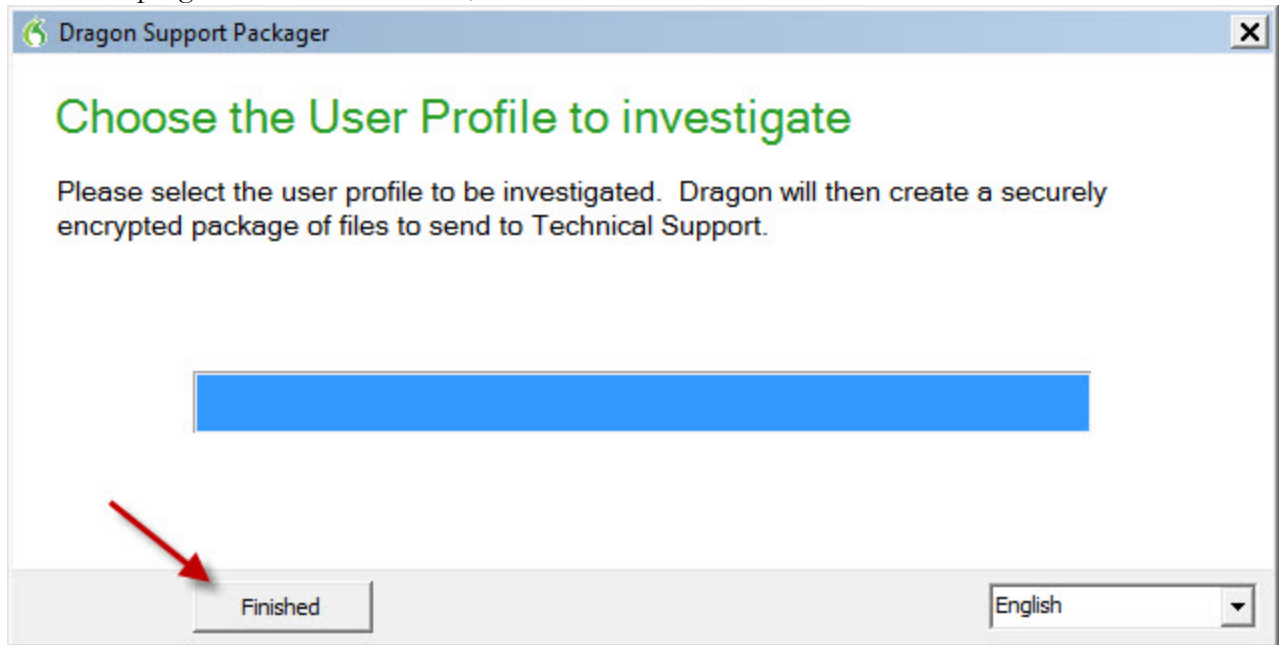 Dragon Support Packager
Choose the User Profile to investigate
Please select the user profile to be investigated.  Dragon will then create a securely
encrypted package of files to send to Technical Support.
Finished
English